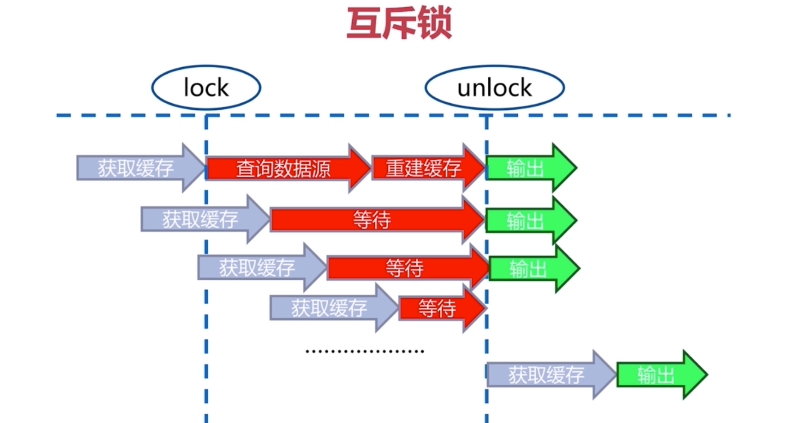 互斥锁
lock unlock
获取缓存 查询数据源 重建缓存 输出
获取缓存 等待 输出
获取缓存 等待 输出
获取缓存 等待
...................
获取缓存 输出